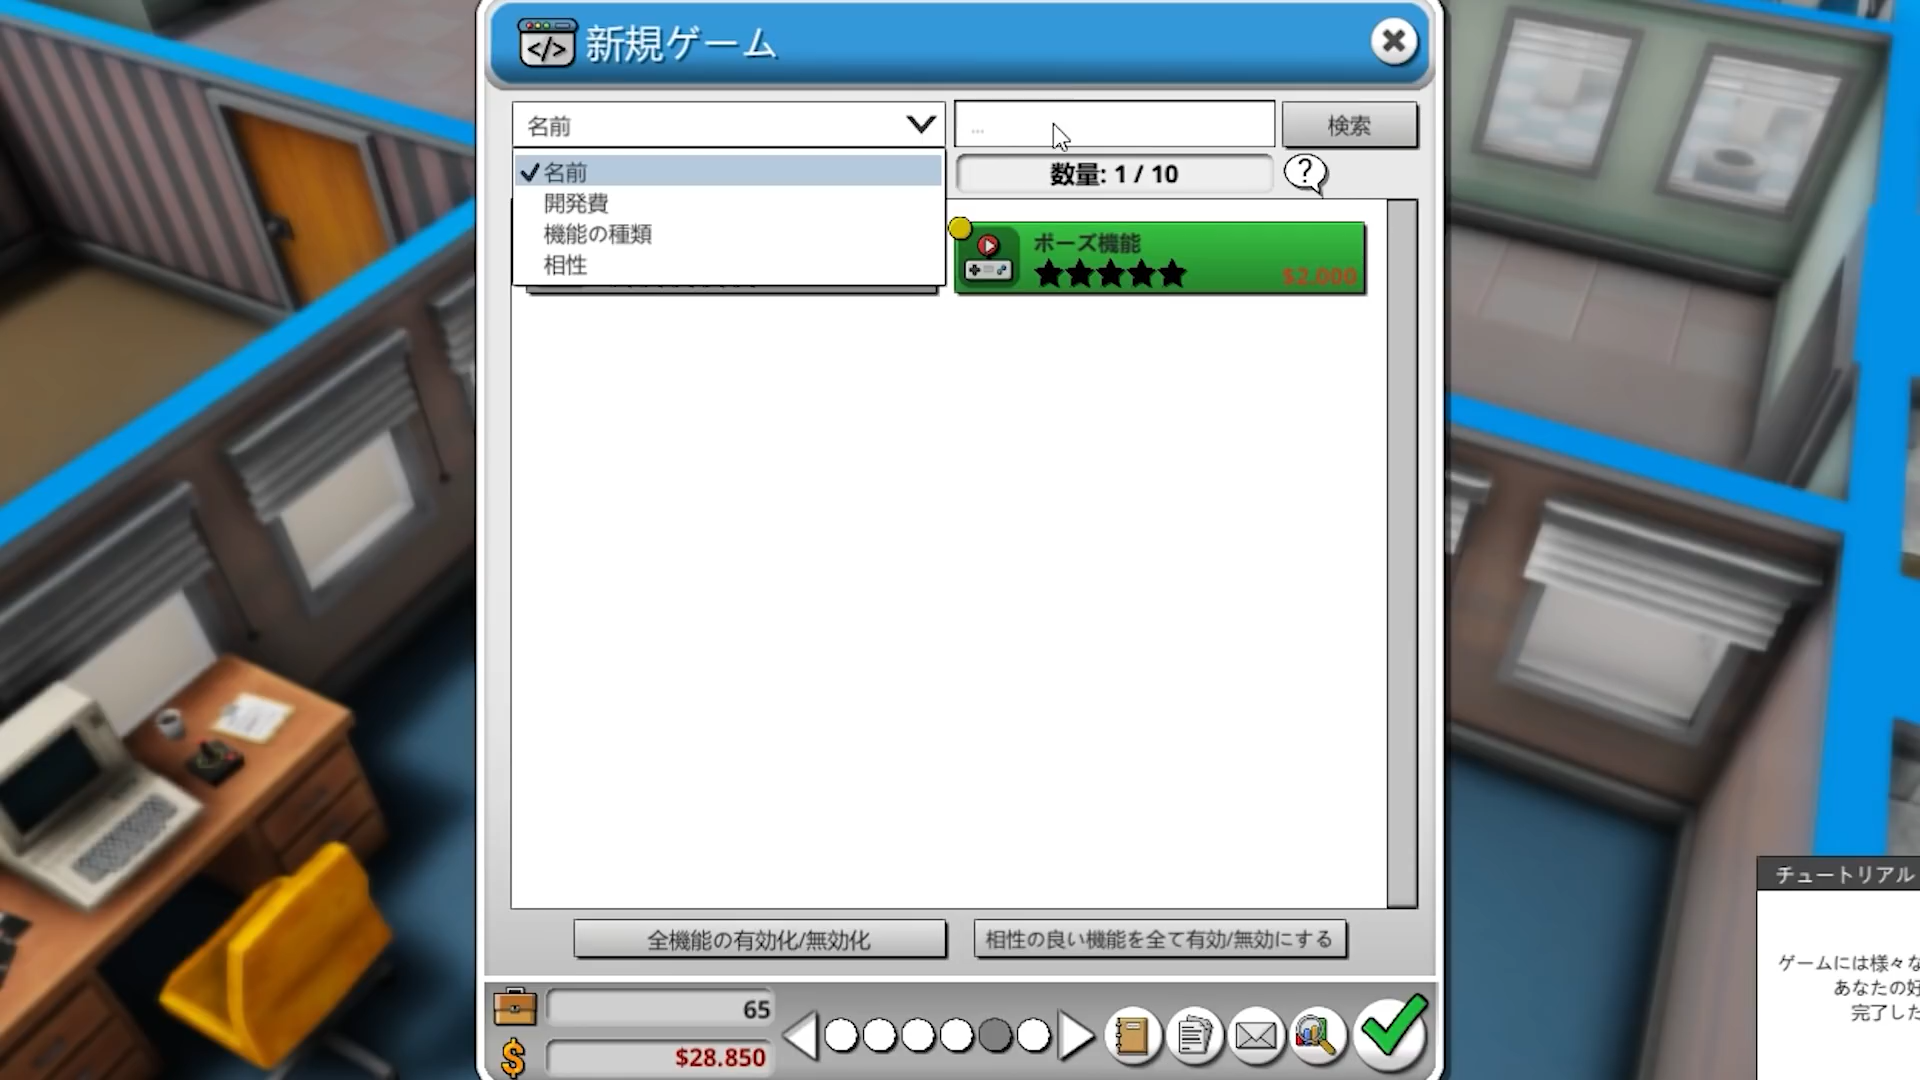 新規ゲーム
名前
...
検索
名前
開発費
機能の種類
相性
数量: 1 / 10
?
ポーズ機能
$2.000
全機能の有効化/無効化
相性の良い機能を全て有効/無効にする
65
$28.850
チュートリアル
ゲームには様々な
あなたの好
完了した